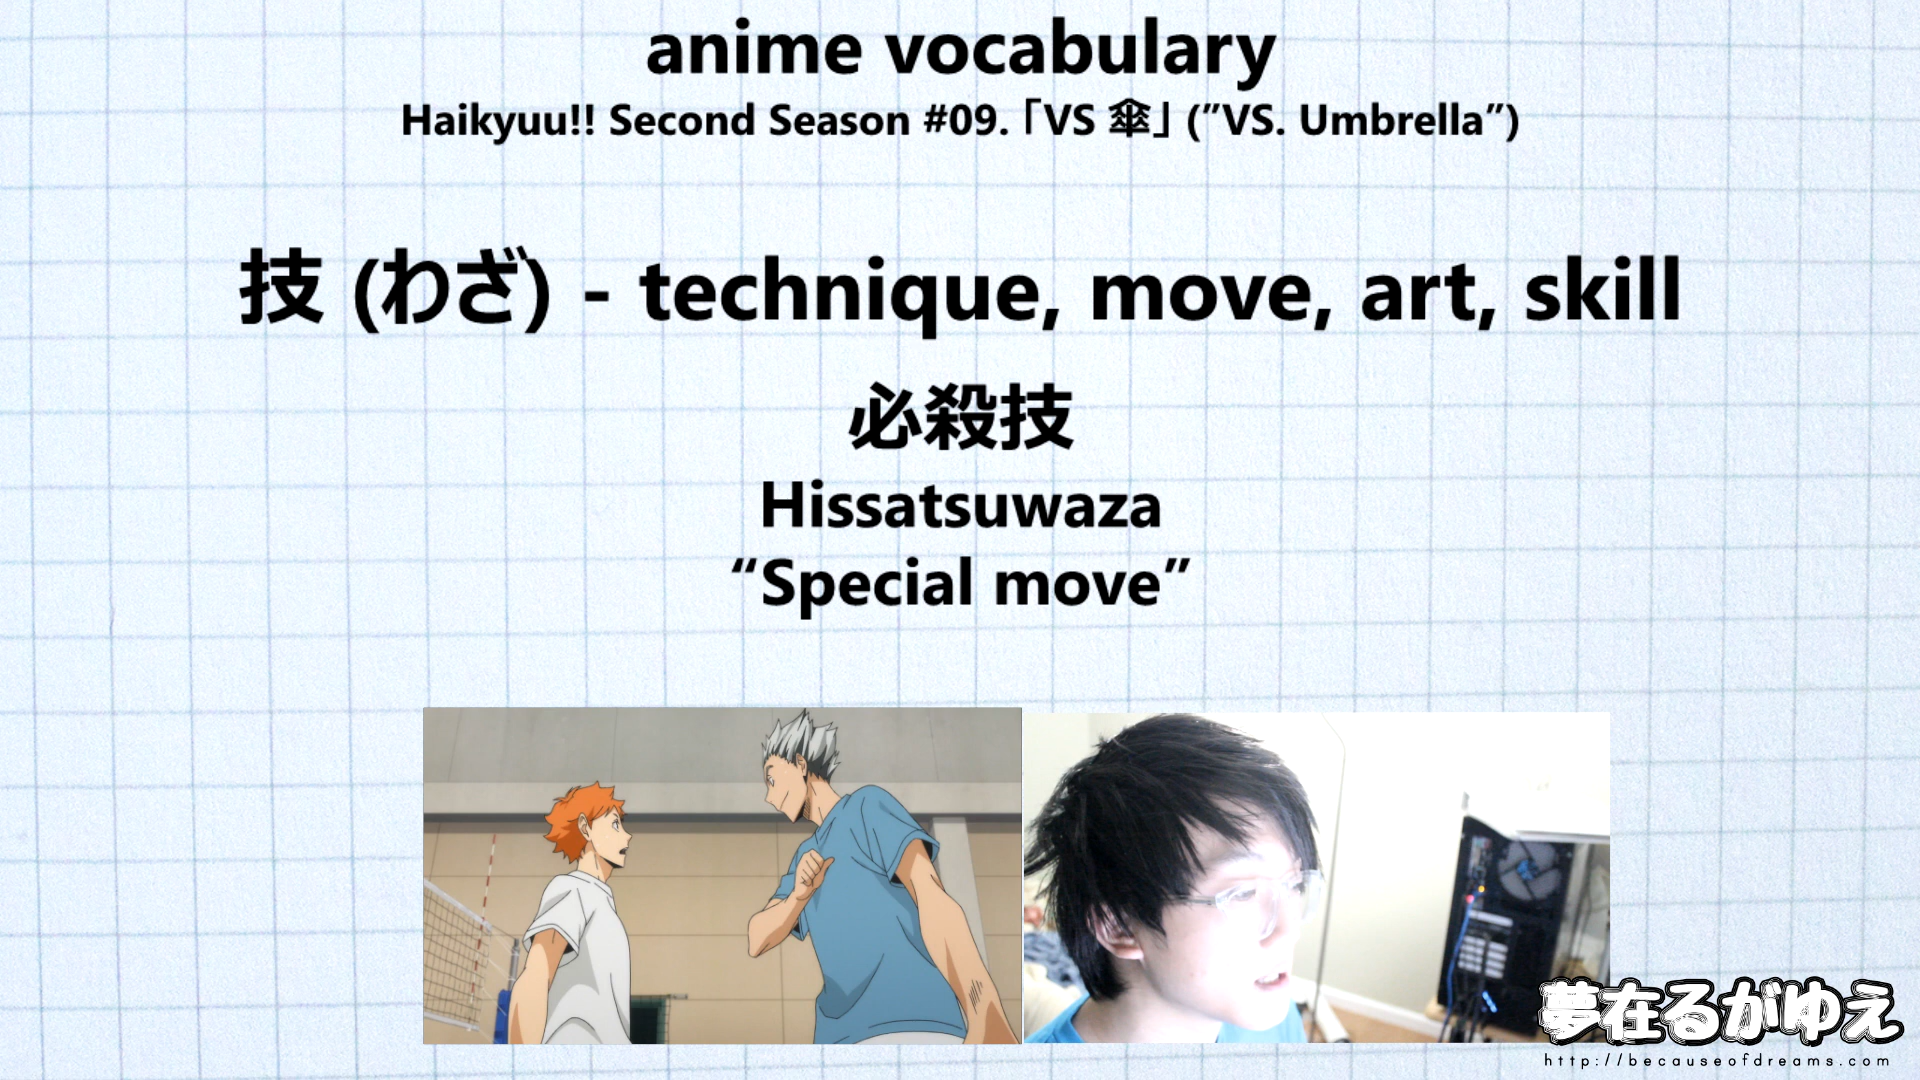 anime vocabulary
Haikyuu!! Second Season #09.「VS 傘」(”VS. Umbrella”)
技 (わざ) - technique, move, art, skill
必殺技
Hissatsuwaza
“Special move”
夢在るがゆえ
http://becauseofdreams.com